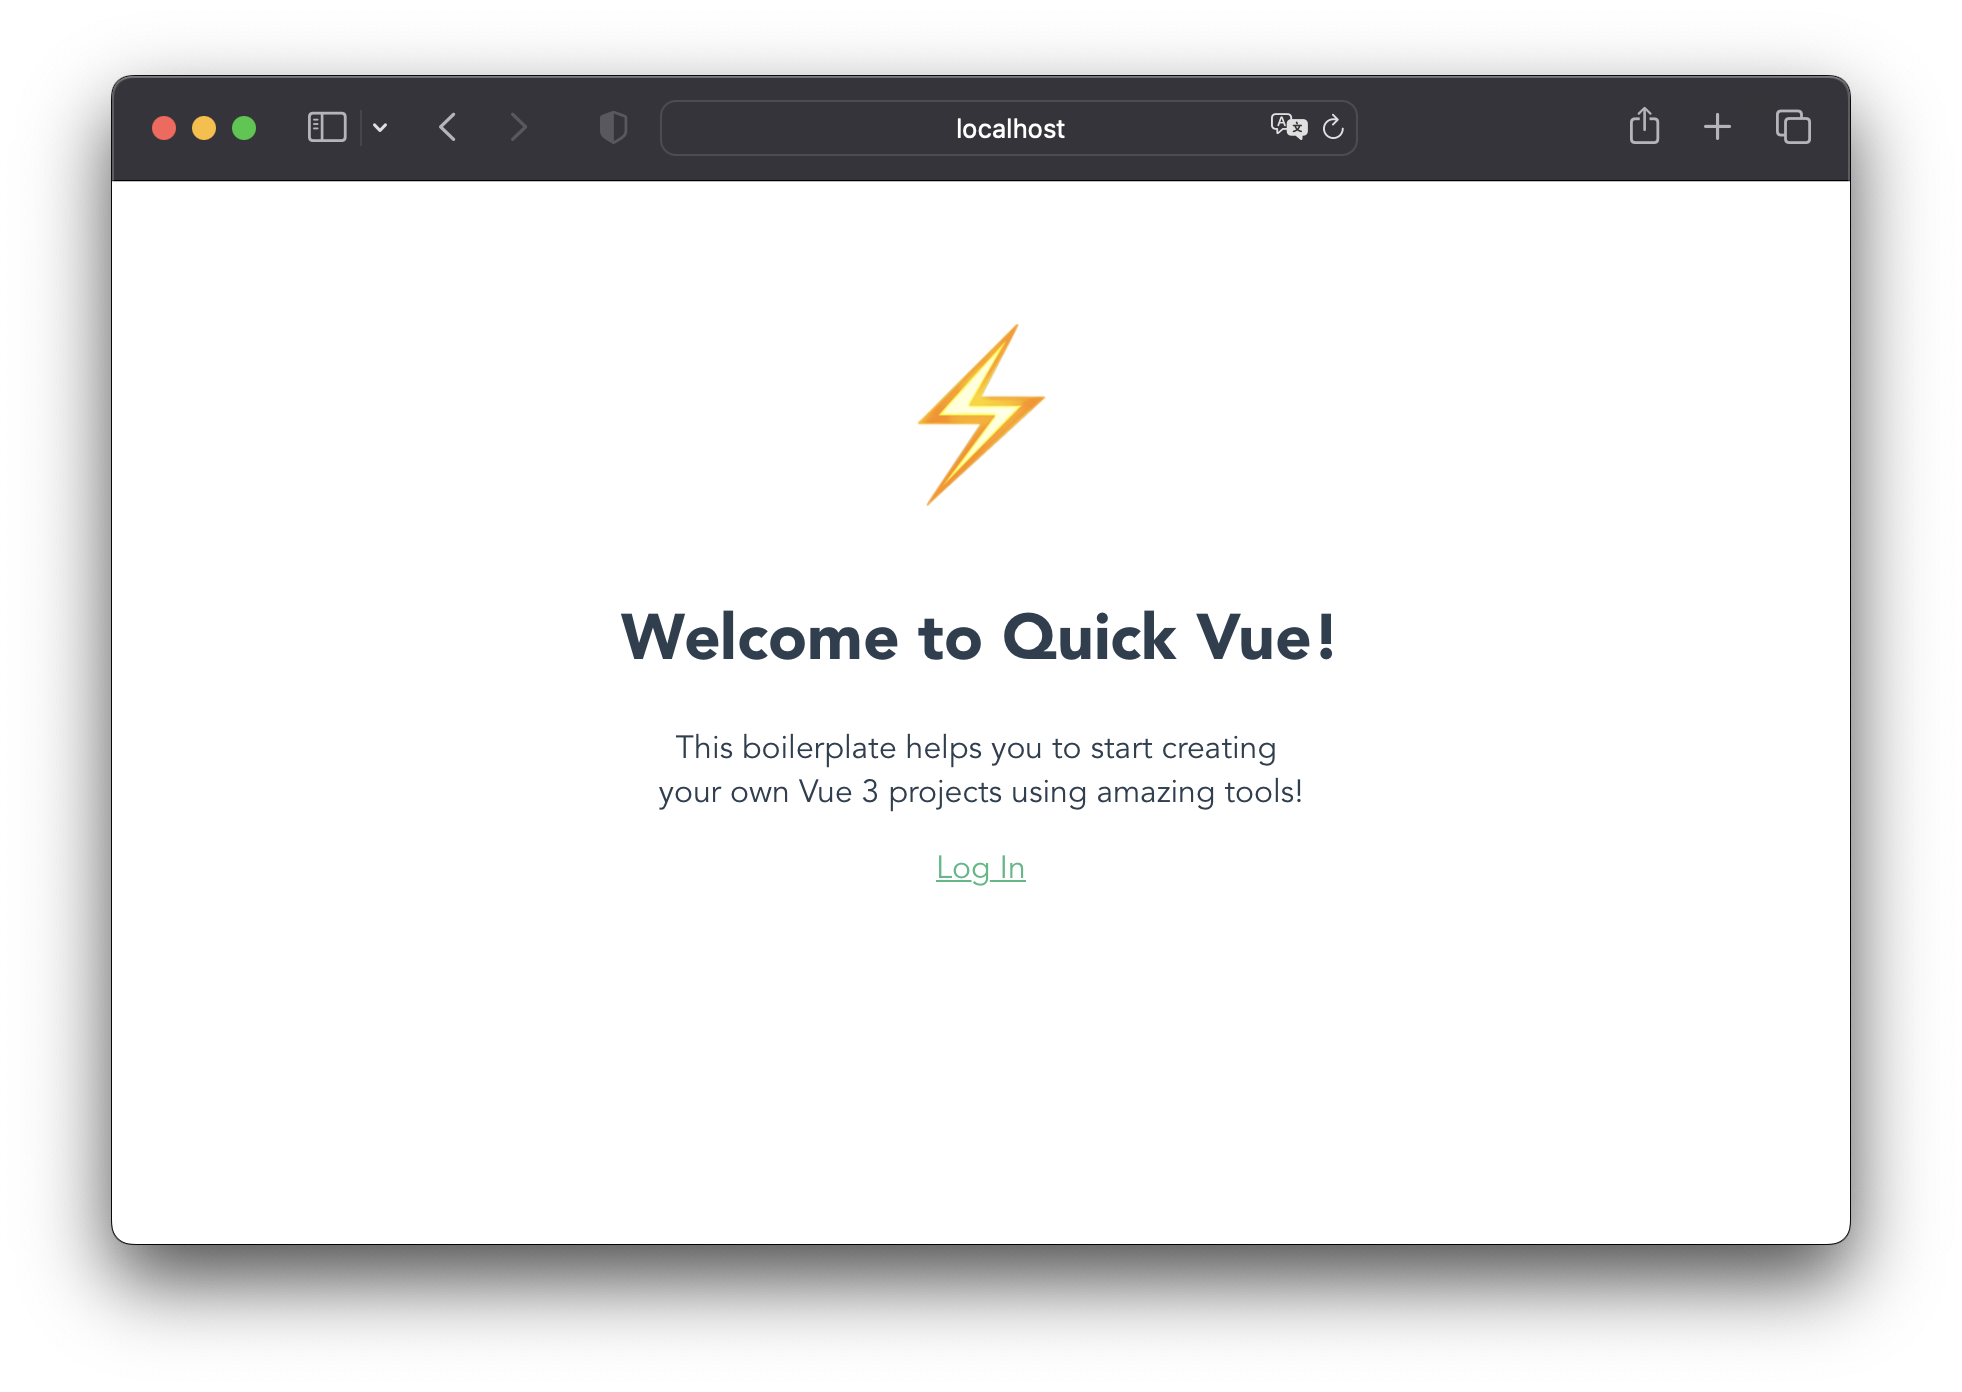 localhost
Welcome to Quick Vue!
This boilerplate helps you to start creating
your own Vue 3 projects using amazing tools!
Log In